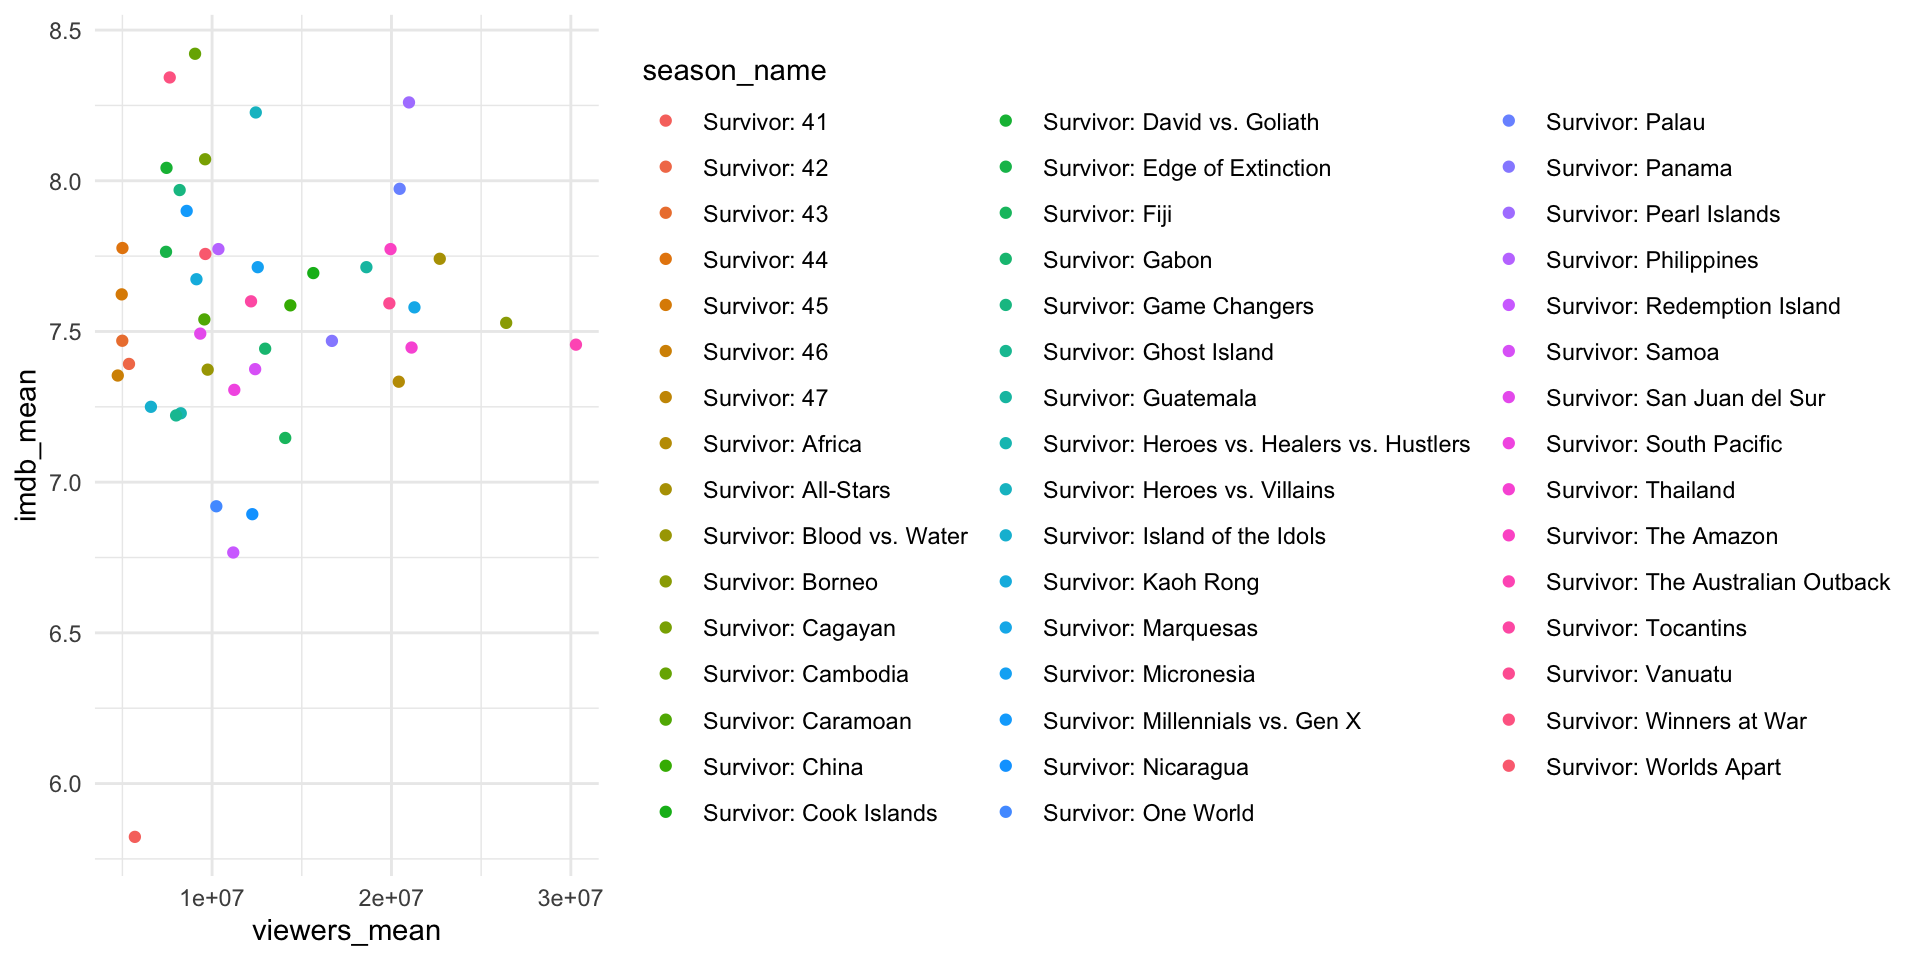 8.5
8.0
7.5
7.0
6.5
6.0
imdb_mean
1e+07 2e+07 3e+07
viewers_mean
season_name
Survivor: 41
Survivor: 42
Survivor: 43
Survivor: 44
Survivor: 45
Survivor: 46
Survivor: 47
Survivor: Africa
Survivor: All-Stars
Survivor: Blood vs. Water
Survivor: Borneo
Survivor: Cagayan
Survivor: Cambodia
Survivor: Caramoan
Survivor: China
Survivor: Cook Islands
Survivor: David vs. Goliath
Survivor: Edge of Extinction
Survivor: Fiji
Survivor: Gabon
Survivor: Game Changers
Survivor: Ghost Island
Survivor: Guatemala
Survivor: Heroes vs. Healers vs. Hustlers
Survivor: Heroes vs. Villains
Survivor: Island of the Idols
Survivor: Kaoh Rong
Survivor: Marquesas
Survivor: Micronesia
Survivor: Millennials vs. Gen X
Survivor: Nicaragua
Survivor: One World
Survivor: Palau
Survivor: Panama
Survivor: Pearl Islands
Survivor: Philippines
Survivor: Redemption Island
Survivor: Samoa
Survivor: San Juan del Sur
Survivor: South Pacific
Survivor: Thailand
Survivor: The Amazon
Survivor: The Australian Outback
Survivor: Tocantins
Survivor: Vanuatu
Survivor: Winners at War
Survivor: Worlds Apart